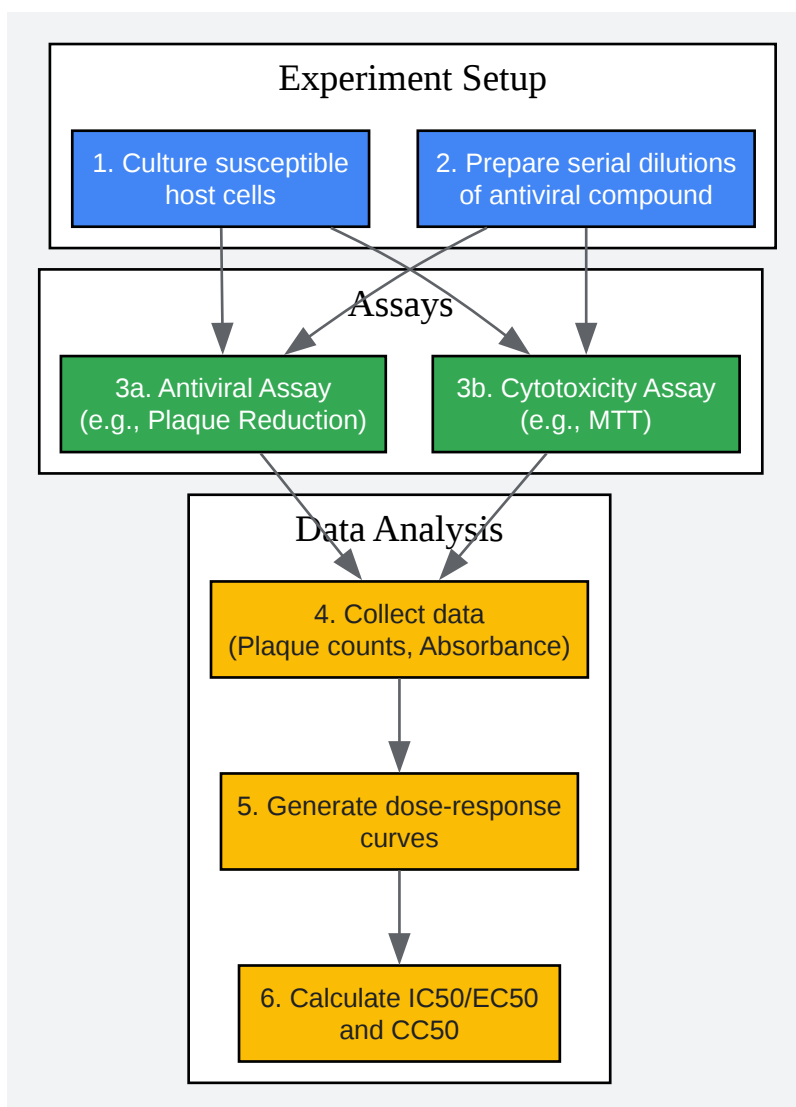 Experiment Setup
1. Culture susceptible
host cells
2. Prepare serial dilutions
of antiviral compound
Assays
3a. Antiviral Assay
(e.g., Plaque Reduction)
3b. Cytotoxicity Assay
(e.g., MTT)
Data Analysis
4. Collect data
(Plaque counts, Absorbance)
5. Generate dose-response
curves
6. Calculate IC50/EC50
and CC50